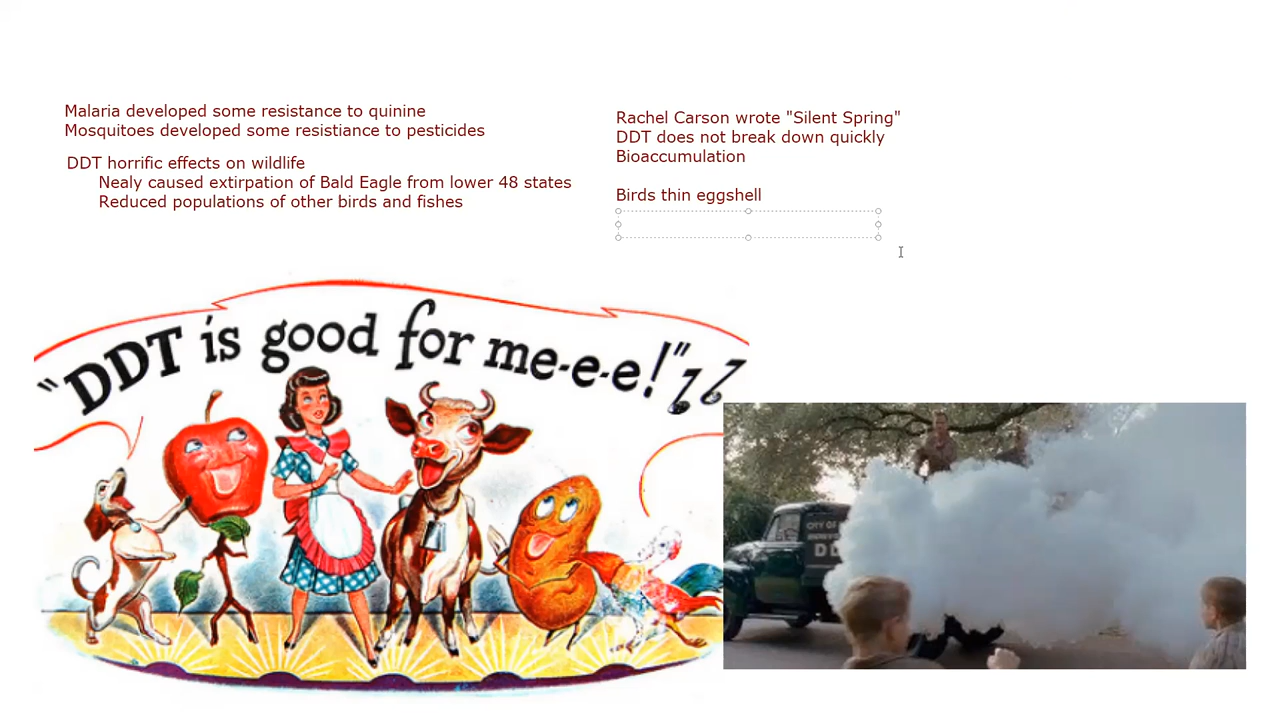 Malaria developed some resistance to quinine
Mosquitoes developed some resistiance to pesticides
DDT horrific effects on wildlife
Nealy caused extirpation of Bald Eagle from lower 48 states
Reduced populations of other birds and fishes
Rachel Carson wrote "Silent Spring"
DDT does not break down quickly
Bioaccumulation
Birds thin eggshell
"DDT is good for me-e-e!"
CITY OF